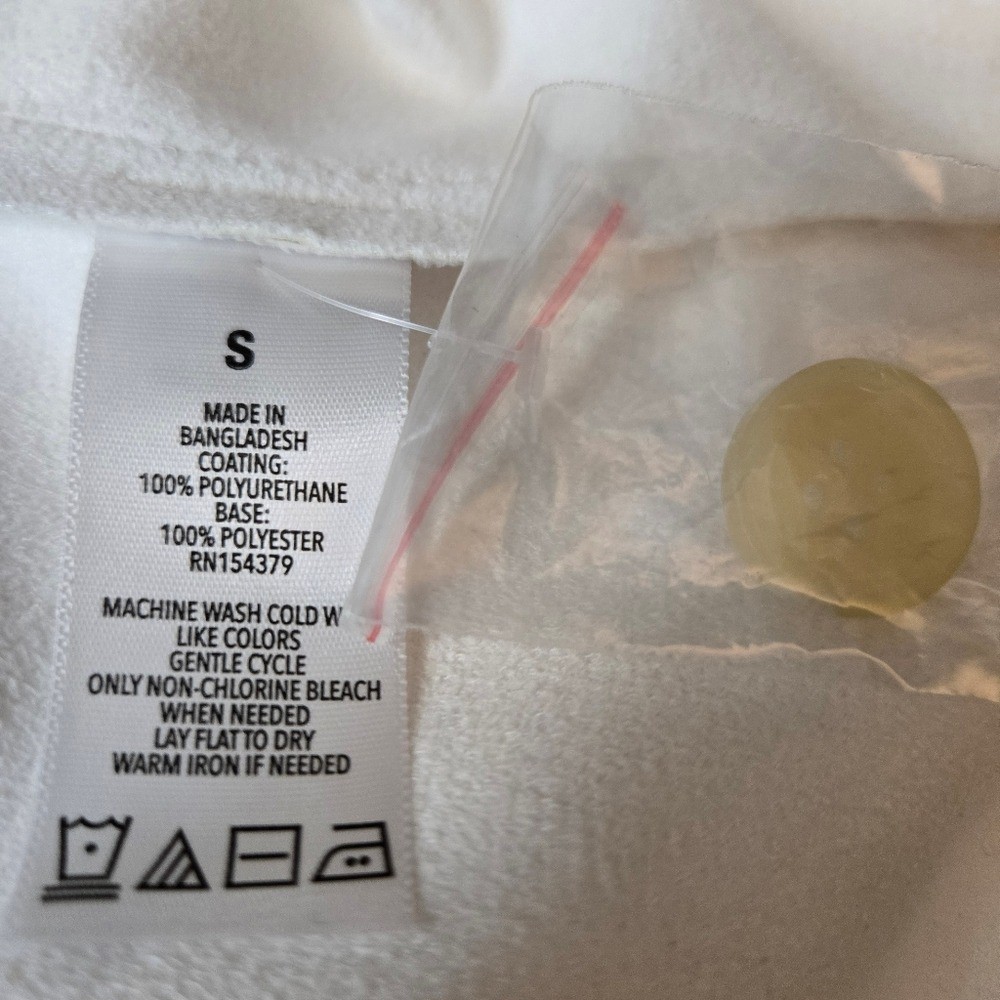 S
MADE IN
BANGLADESH
COATING:
100% POLYURETHANE
BASE:
100% POLYESTER
RN154379
MACHINE WASH COLD
LIKE COLORS
GENTLE CYCLE
ONLY NON-CHLORINE BLEACH
WHEN NEEDED
LAY FLAT TO DRY
WARM IRON IF NEEDED